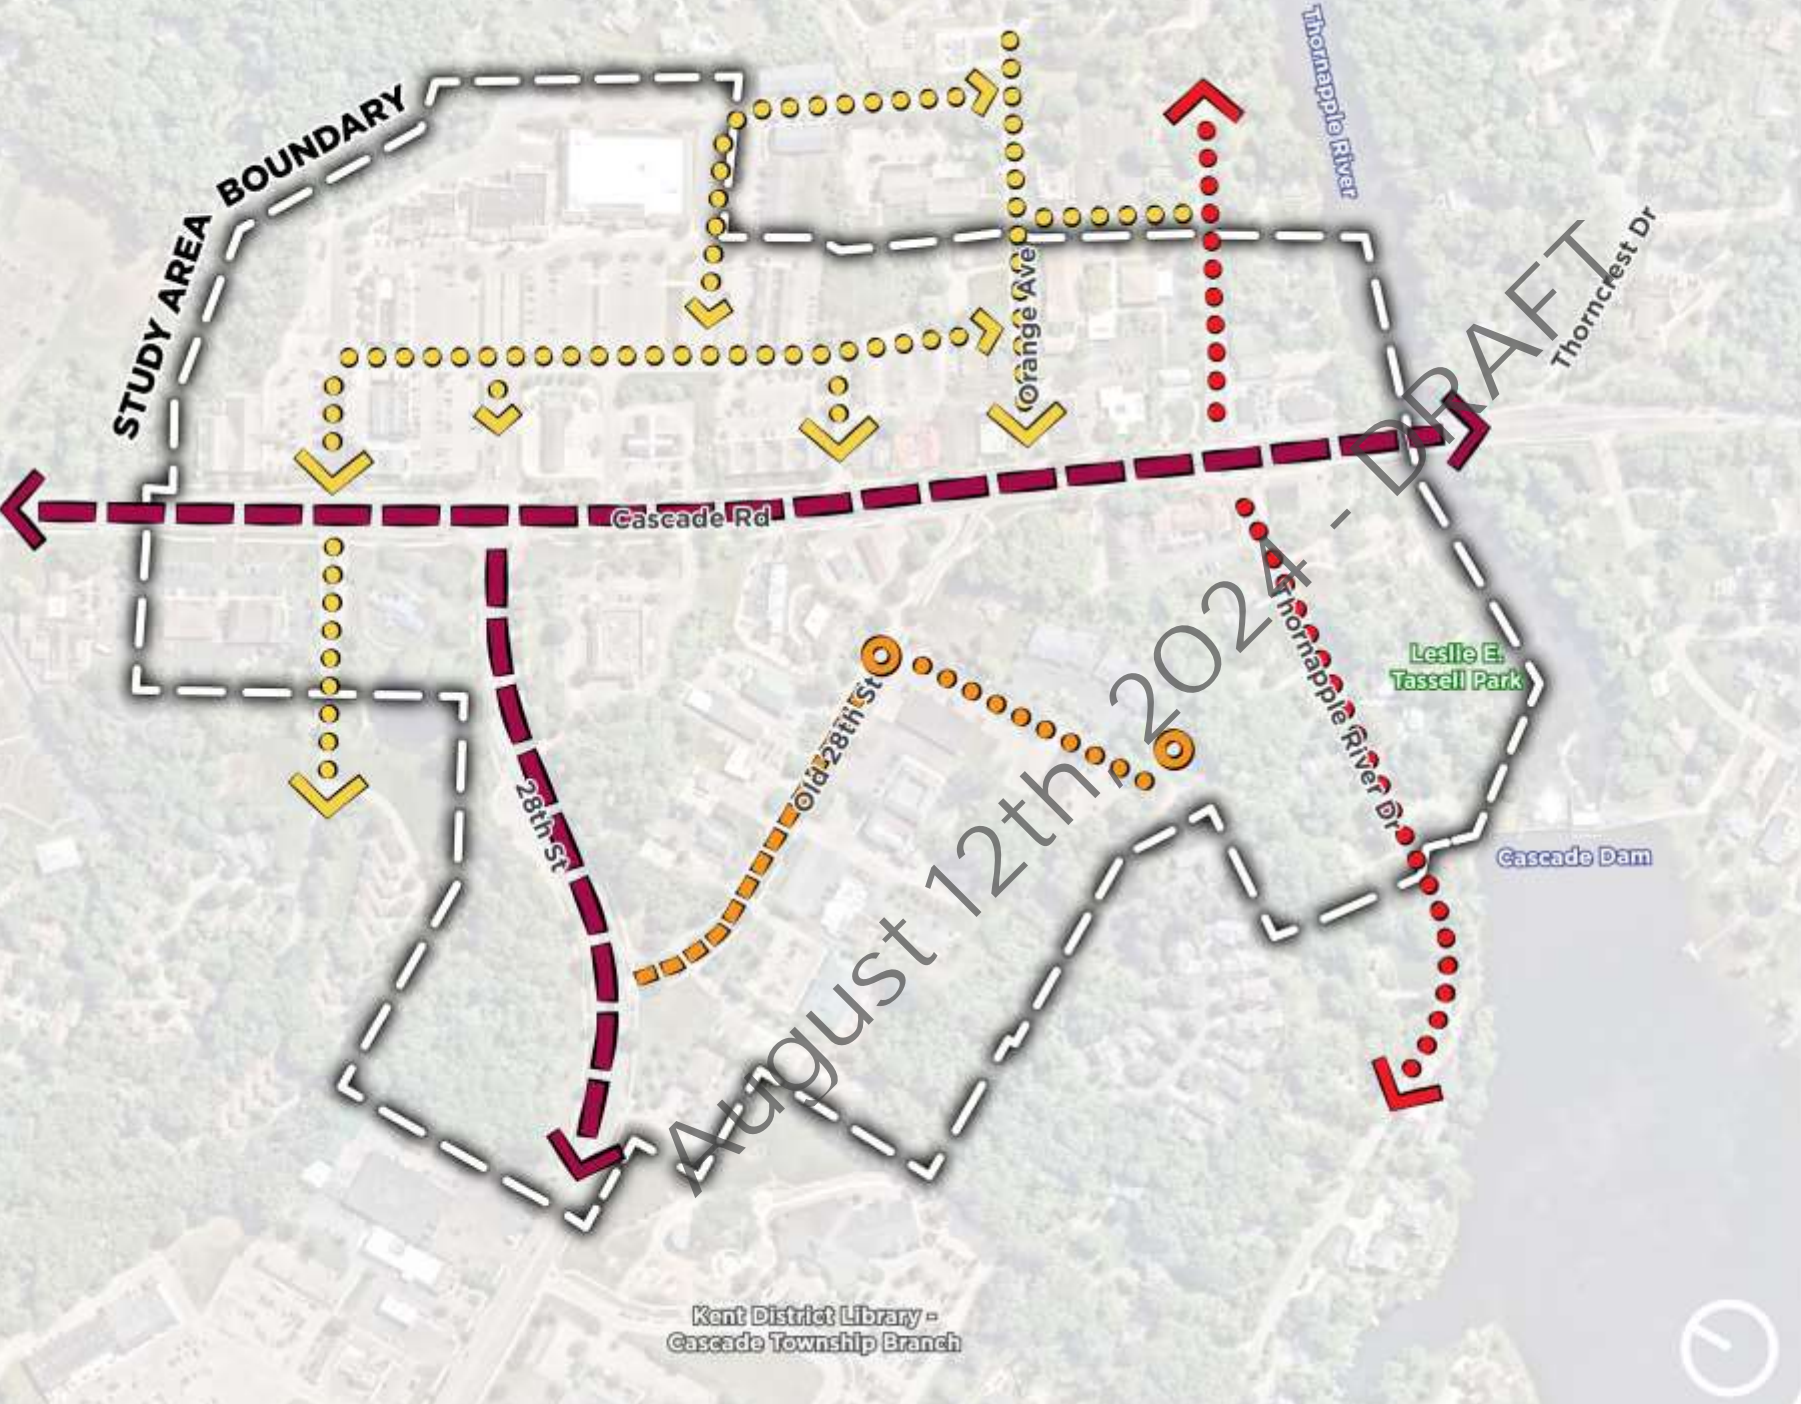 STUDY AREA BOUNDARY
Thornapple River
Thorncrest Dr
Orange Ave
Cascade Rd
Thornapple River Dr
Leslie E.
Tassell Park
Old 28th St
28th St
Cascade Dam
August 12th, 2024 - DRAFT
Kent District Library -
Cascade Township Branch